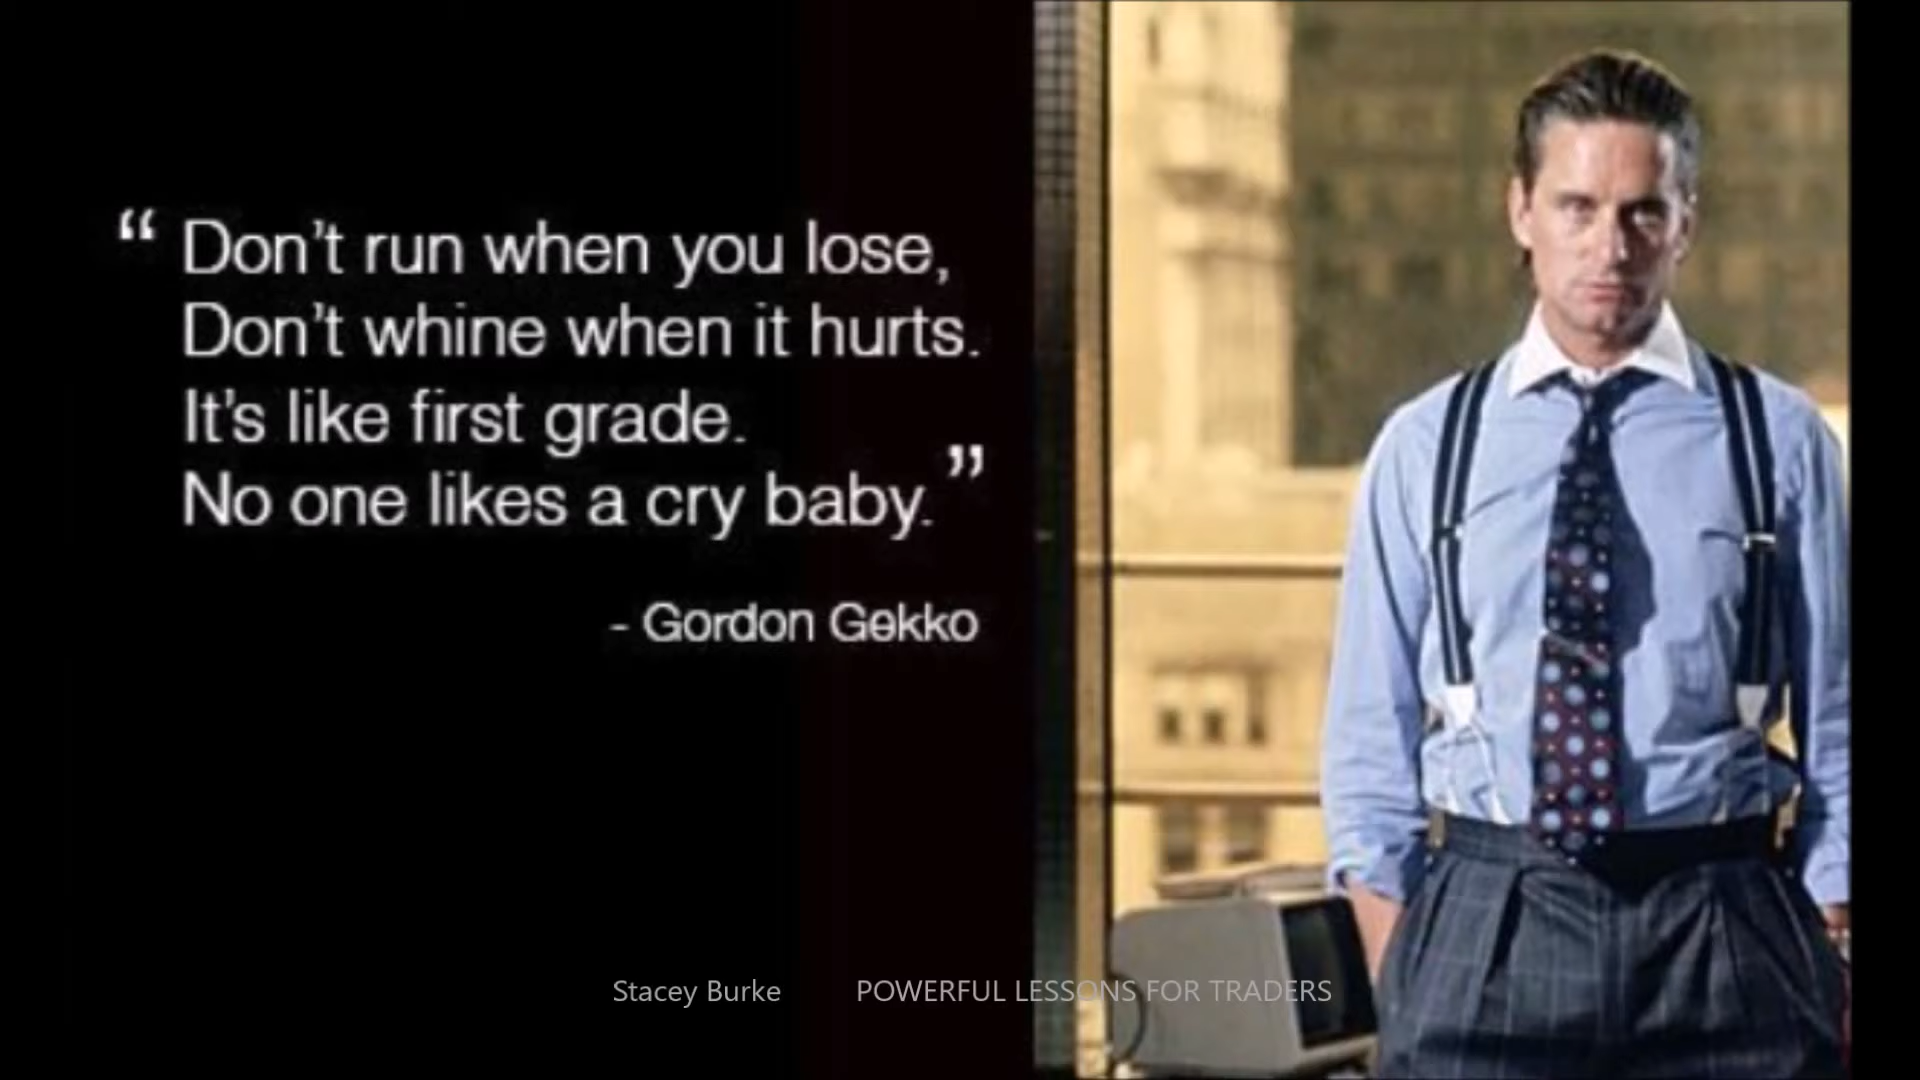 “ Don’t run when you lose,
Don’t whine when it hurts.
It’s like first grade.
No one likes a cry baby.”
- Gordon Gekko
Stacey Burke POWERFUL LESSONS FOR TRADERS